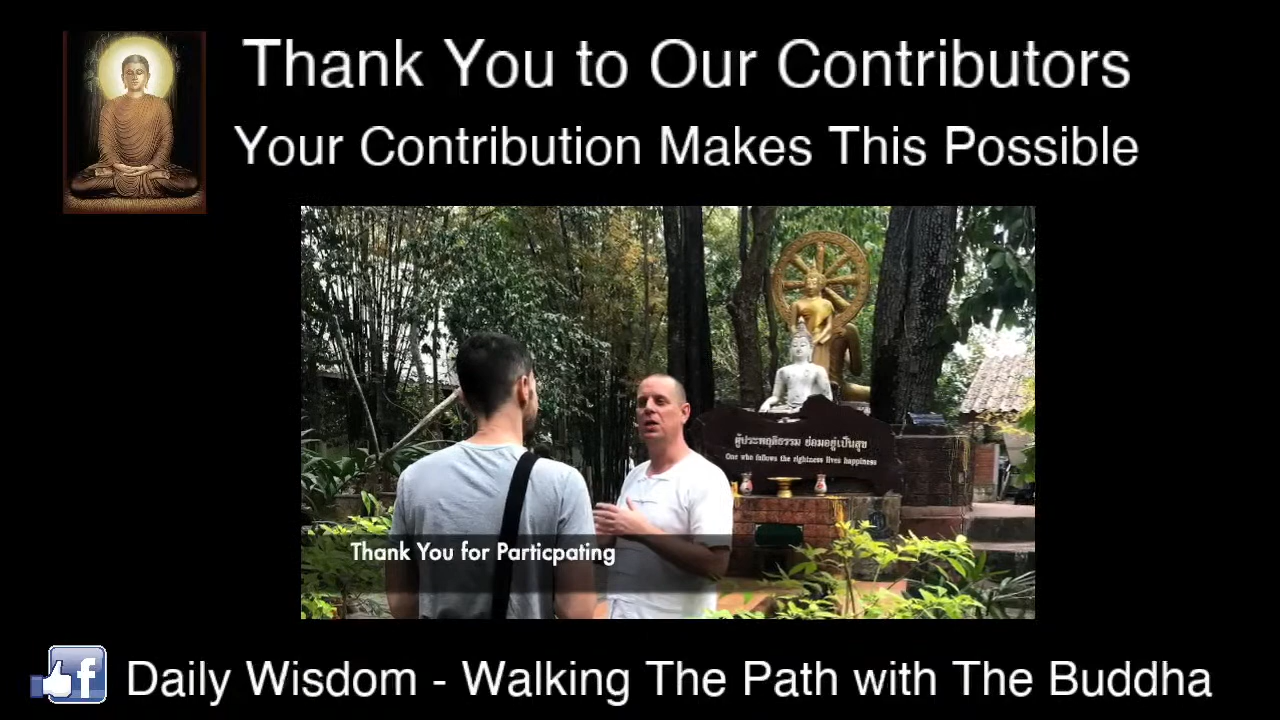 Thank You to Our Contributors
Your Contribution Makes This Possible
ผู้ประพฤติธรรม ย่อมอยู่เป็นสุข
One who follows the rightness lives happiness
Thank You for Particpating
f
Daily Wisdom - Walking The Path with The Buddha